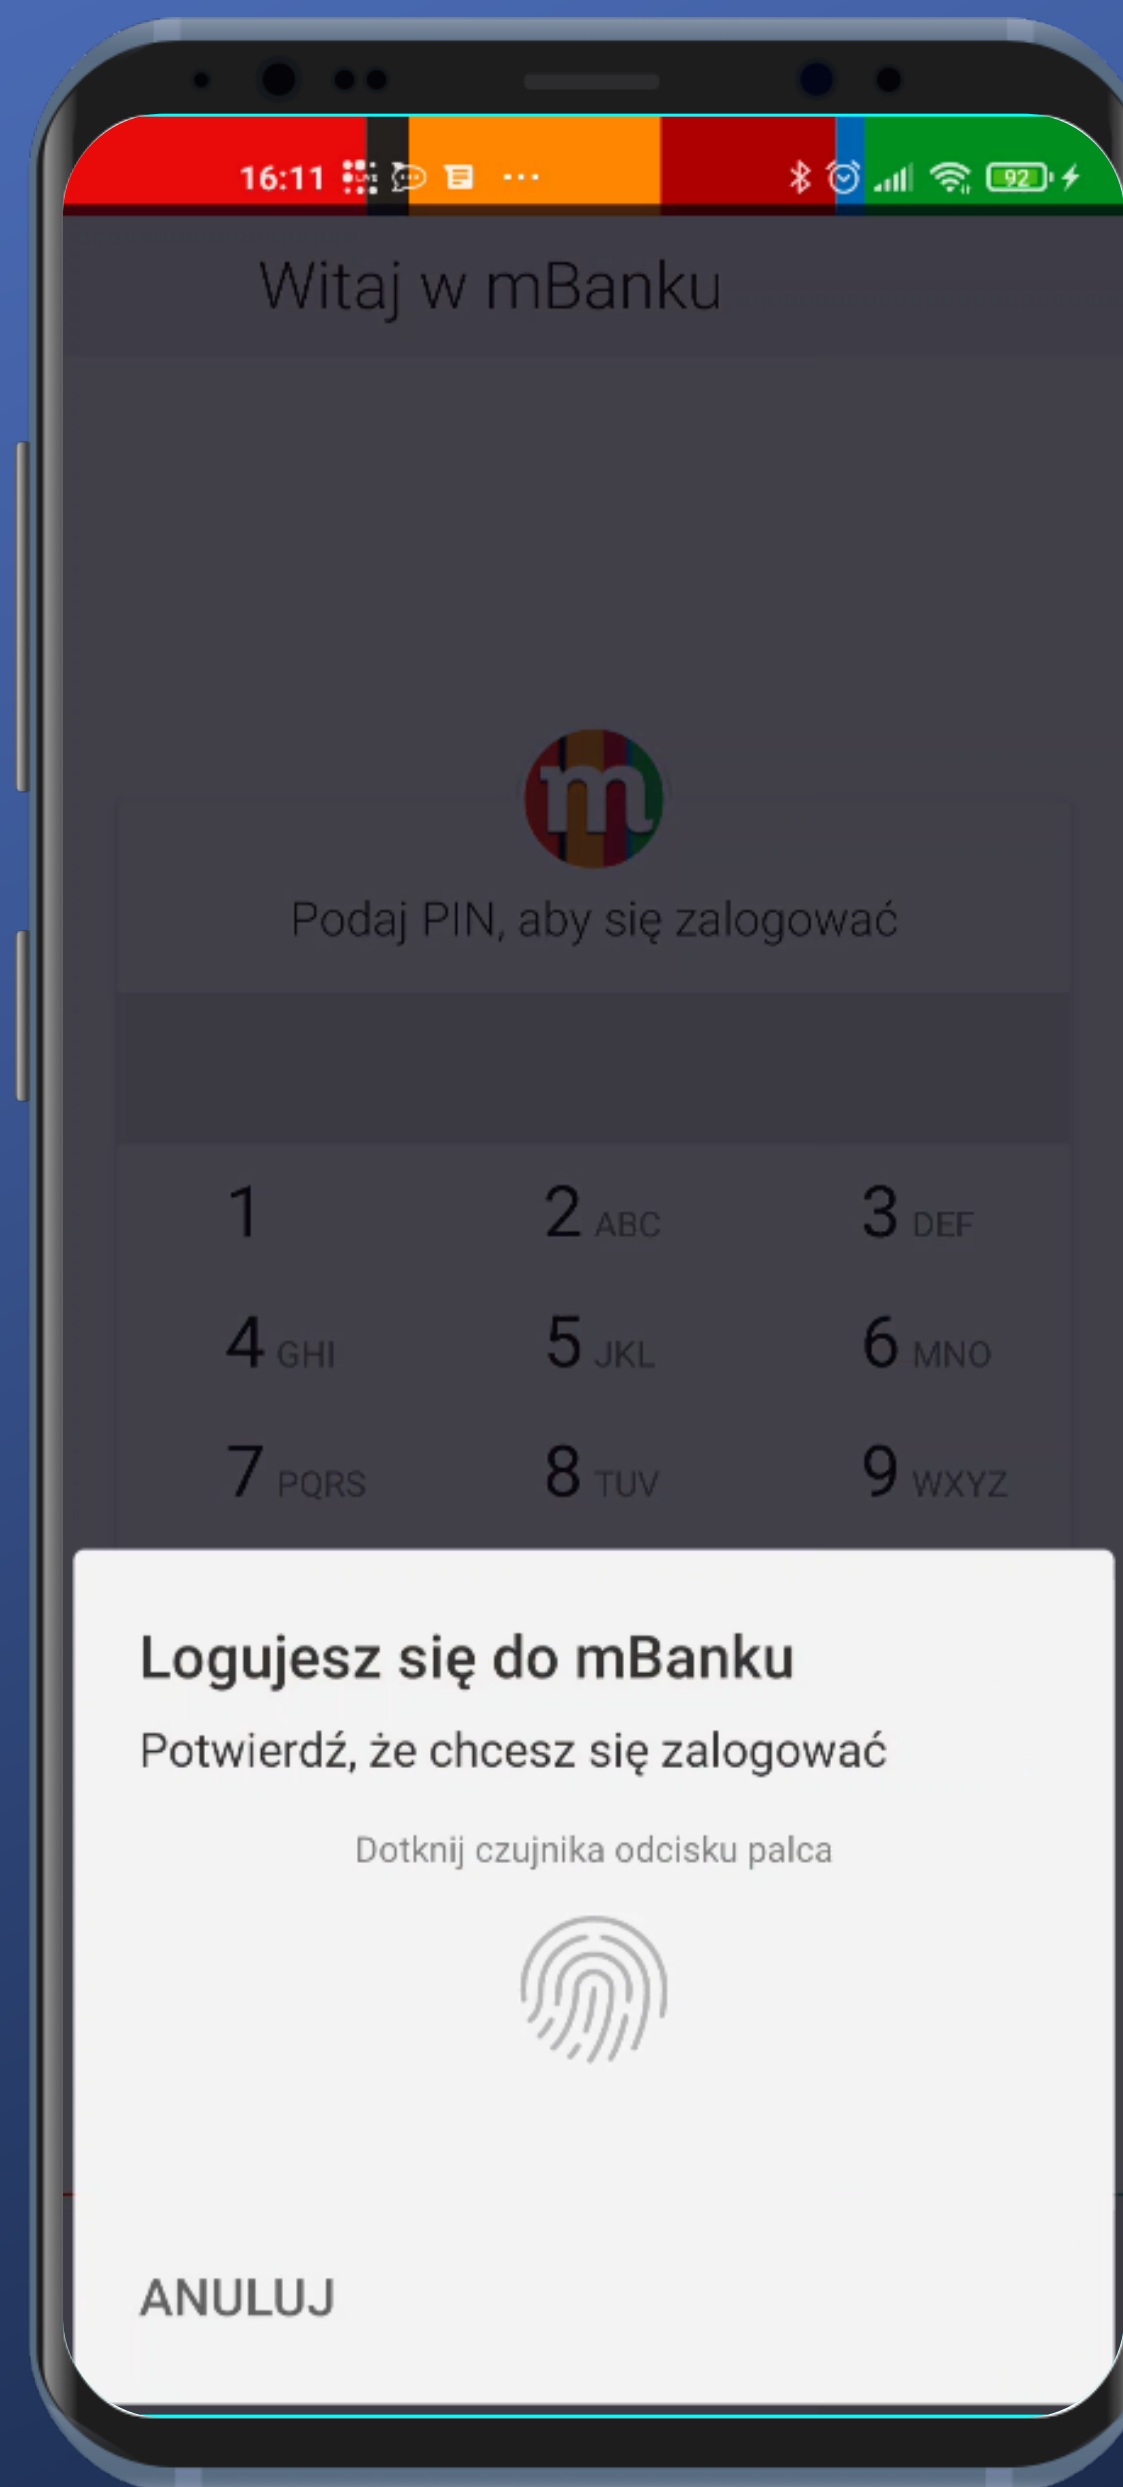 16:11 LIVE ... 92
Witaj w mBanku
m
Podaj PIN, aby się zalogować
1 2 ABC 3 DEF
4 GHI 5 JKL 6 MNO
7 PQRS 8 TUV 9 WXYZ
Logujesz się do mBanku
Potwierdź, że chcesz się zalogować
Dotknij czujnika odcisku palca
ANULUJ